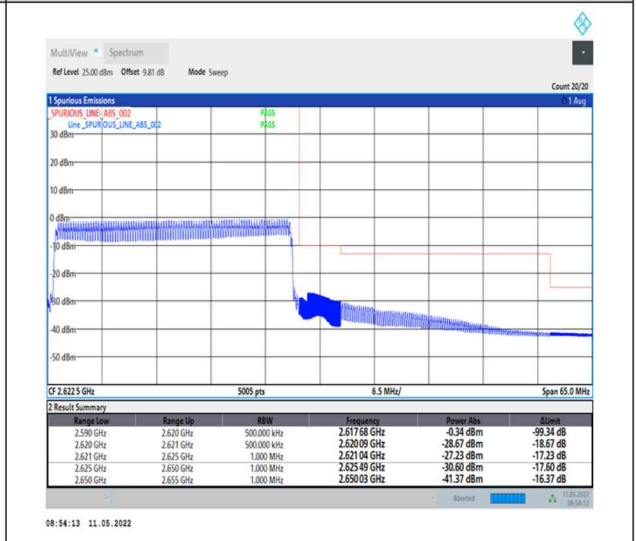 MultiView Spectrum
Ref Level 25.00 dBm Offset 9.81 dB Mode Sweep
Count 20/20
1 Spurious Emissions 1 Avg
SPURIOUS_LINE_ABS_002 PASS
Line _SPURIOUS_LINE_ABS_002 PASS
30 dBm
20 dBm
10 dBm
0 dBm
-10 dBm
-20 dBm
-30 dBm
-40 dBm
-50 dBm
CF 2.622 5 GHz 5005 pts 6.5 MHz/ Span 65.0 MHz
2 Result Summary
Range Low Range Up RBW Frequency Power Abs ΔLimit
2.590 GHz 2.620 GHz 500.000 kHz 2.617 68 GHz -0.34 dBm -99.34 dB
2.620 GHz 2.621 GHz 500.000 kHz 2.620 09 GHz -28.67 dBm -18.67 dB
2.621 GHz 2.625 GHz 1.000 MHz 2.621 04 GHz -27.23 dBm -17.23 dB
2.625 GHz 2.650 GHz 1.000 MHz 2.625 49 GHz -30.60 dBm -17.60 dB
2.650 GHz 2.655 GHz 1.000 MHz 2.650 03 GHz -41.37 dBm -16.37 dB
Aborted 11.05.2022
08:54:12
08:54:13 11.05.2022